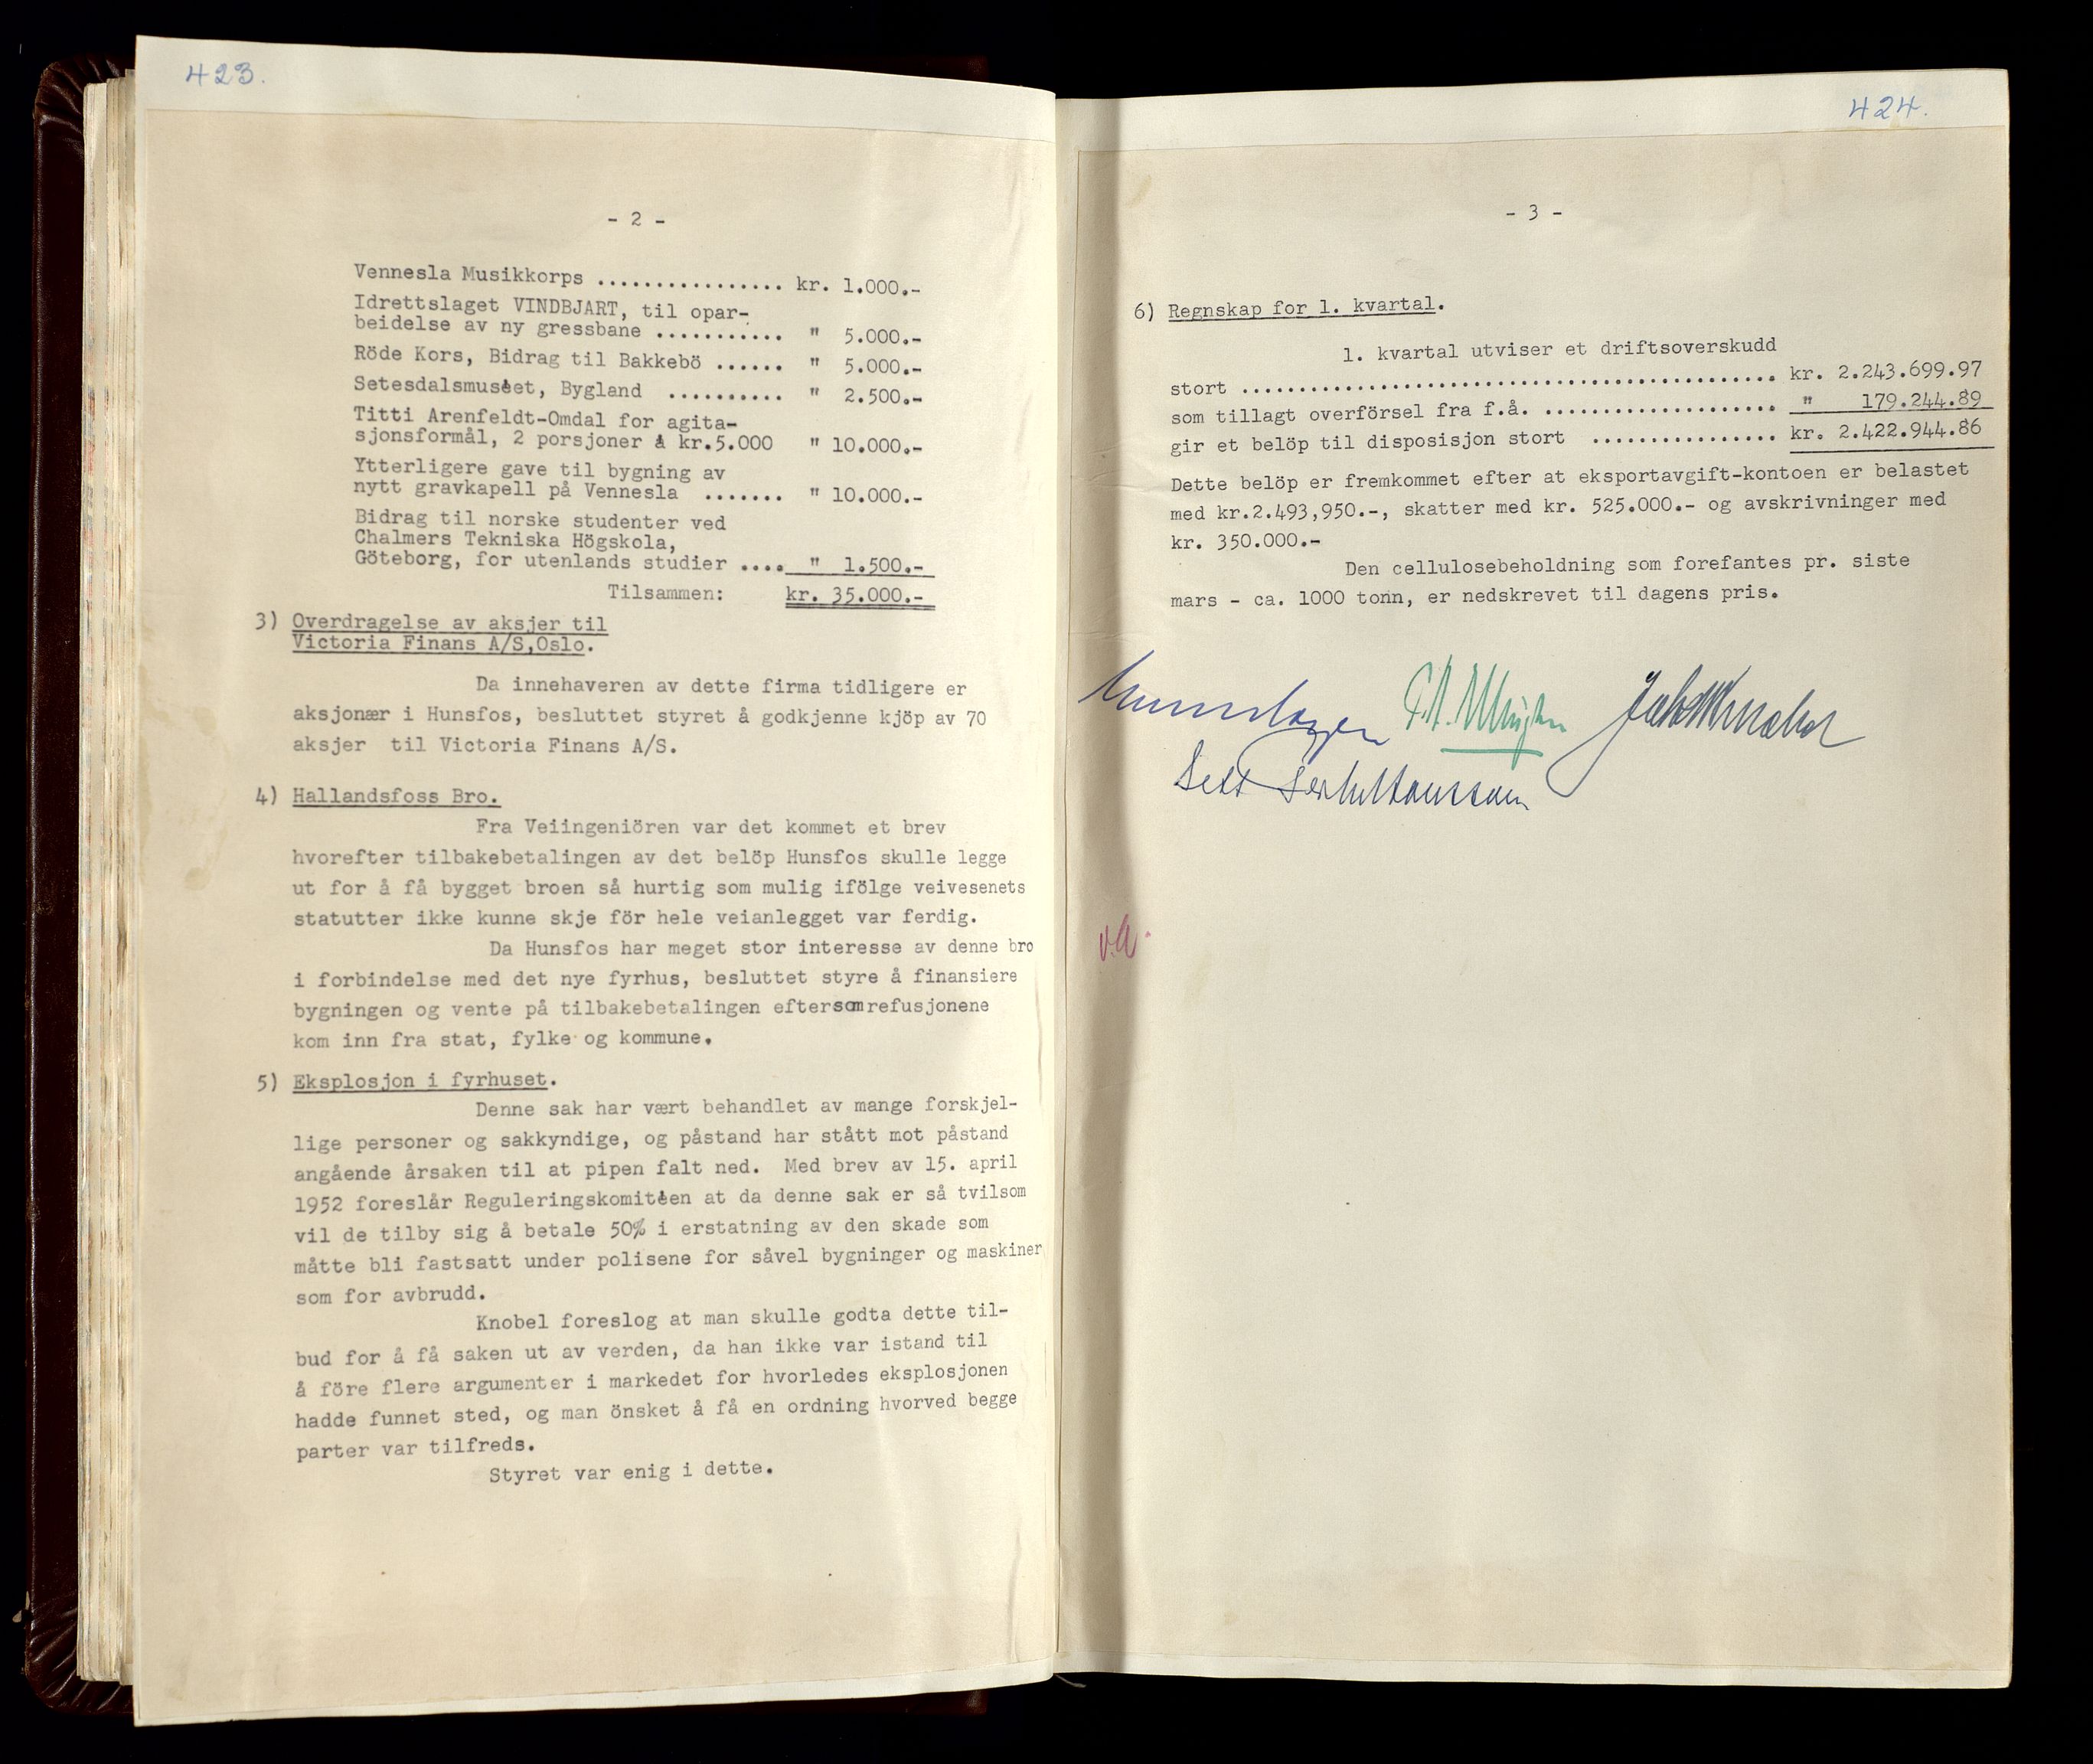 423.
- 2 -
Vennesla Musikkorps ................ kr. 1.000.-
Idrettslaget VINDBJART, til opar-
beidelse av ny gressbane ........... " 5.000.-
Röde Kors, Bidrag til Bakkebö ...... " 5.000.-
Setesdalsmuséet, Bygland .......... " 2.500.-
Titti Arenfeldt-Omdal for agita-
sjonsformål, 2 porsjoner à kr.5.000 " 10.000.-
Ytterligere gave til bygning av
nytt gravkapell på Vennesla ....... " 10.000.-
Bidrag til norske studenter ved
Chalmers Tekniska Högskola,
Göteborg, for utenlands studier .... " 1.500.-
Tilsammen: kr. 35.000.-
3) Overdragelse av aksjer til
Victoria Finans A/S,Oslo.
Da innehaveren av dette firma tidligere er
aksjonær i Hunsfos, besluttet styret å godkjenne kjöp av 70
aksjer til Victoria Finans A/S.
4) Hallandsfoss Bro.
Fra Veiingeniören var det kommet et brev
hvorefter tilbakebetalingen av det belöp Hunsfos skulle legge
ut for å få bygget broen så hurtig som mulig ifölge veivesenets
statutter ikke kunne skje för hele veianlegget var ferdig.
Da Hunsfos har meget stor interesse av denne bro
i forbindelse med det nye fyrhus, besluttet styre å finansiere
bygningen og vente på tilbakebetalingen eftersom refusjonene
kom inn fra stat, fylke og kommune.
5) Eksplosjon i fyrhuset.
Denne sak har vært behandlet av mange forskjel-
lige personer og sakkyndige, og påstand har stått mot påstand
angående årsaken til at pipen falt ned. Med brev av 15. april
1952 foreslår Reguleringskomitéen at da denne sak er så tvilsom
vil de tilby sig å betale 50% i erstatning av den skade som
måtte bli fastsatt under polisene for såvel bygninger og maskiner
som for avbrudd.
Knobel foreslog at man skulle godta dette til-
bud for å få saken ut av verden, da han ikke var istand til
å före flere argumenter i markedet for hvorledes eksplosjonen
hadde funnet sted, og man önsket å få en ordning hvorved begge
parter var tilfreds.
Styret var enig i dette.
424.
- 3 -
6) Regnskap for 1. kvartal.
1. kvartal utviser et driftsoverskudd
stort ............................................ kr. 2.243.699.97
som tillagt overförsel fra f.å. ................... " 179.244.89
gir et belöp til disposisjon stort ................ kr. 2.422.944.86
Dette belöp er fremkommet efter at eksportavgift-kontoen er belastet
med kr.2.493,950.-, skatter med kr. 525.000.- og avskrivninger med
kr. 350.000.-
Den cellulosebeholdning som forefantes pr. siste
mars - ca. 1000 tonn, er nedskrevet til dagens pris.